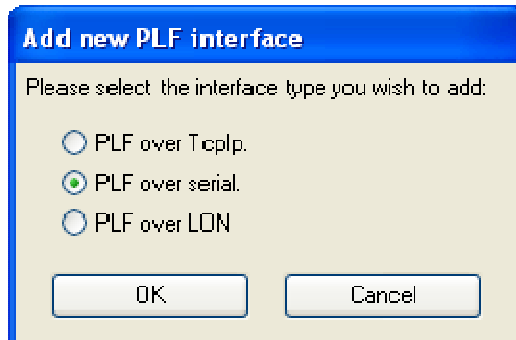 Add new PLF interface
Please select the interface type you wish to add:
PLF over TcpIp.
PLF over serial.
PLF over LON
OK
Cancel